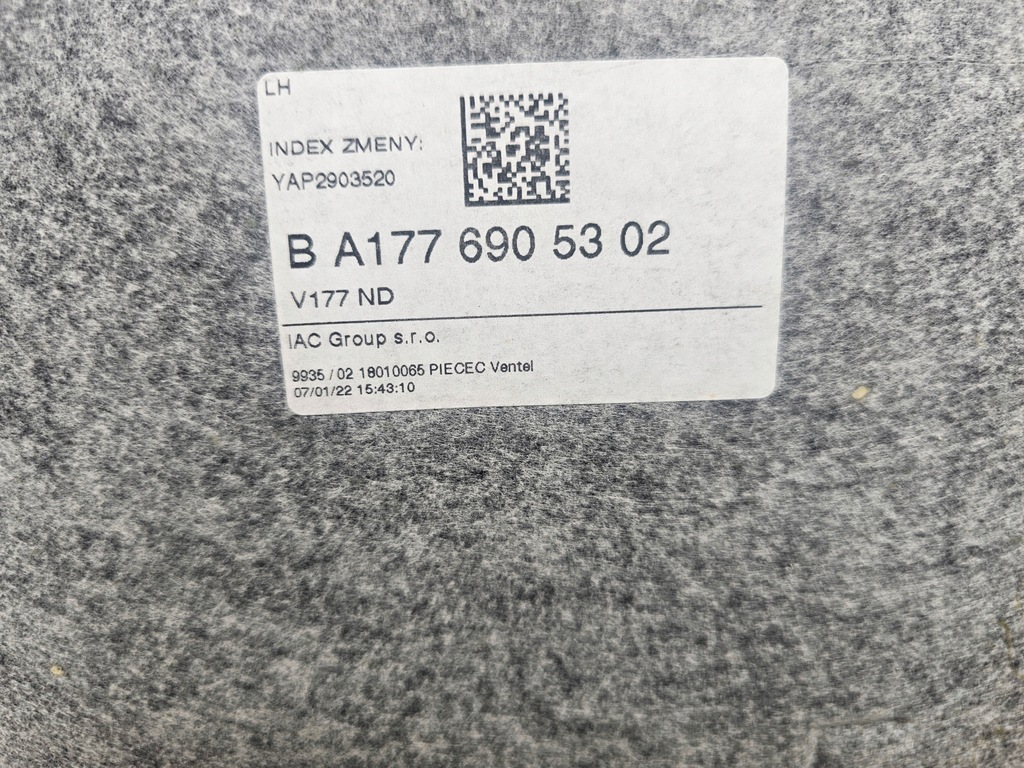 LH
INDEX ZMENY:
YAP2903520
B A177 690 53 02
V177 ND
IAC Group s.r.o.
9935 / 02 18010065 PIECEC Ventel
07/01/22 15:43:10